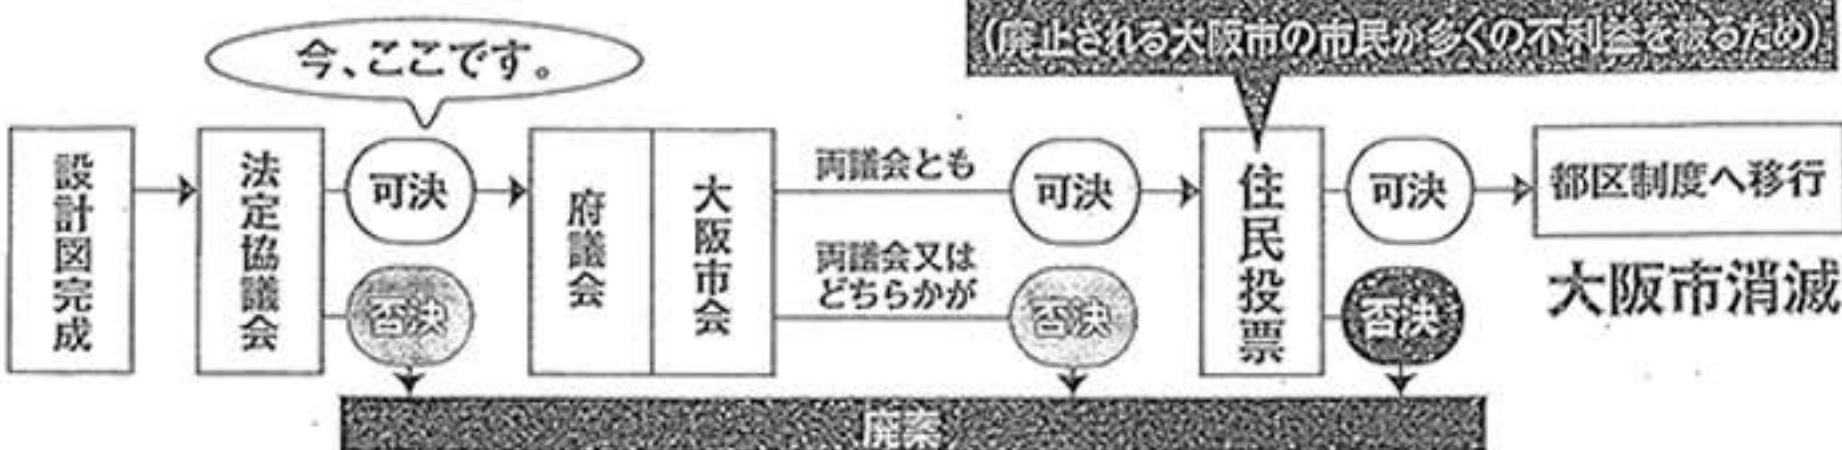 (廃止される大阪市の市民が多くの不利益を被るため)
今、ここです。
設計図完成
法定協議会
可決
否決
府議会
大阪市会
両議会とも
両議会又は
どちらかが
可決
否決
住民投票
可決
否決
都区制度へ移行
大阪市消滅
廃案